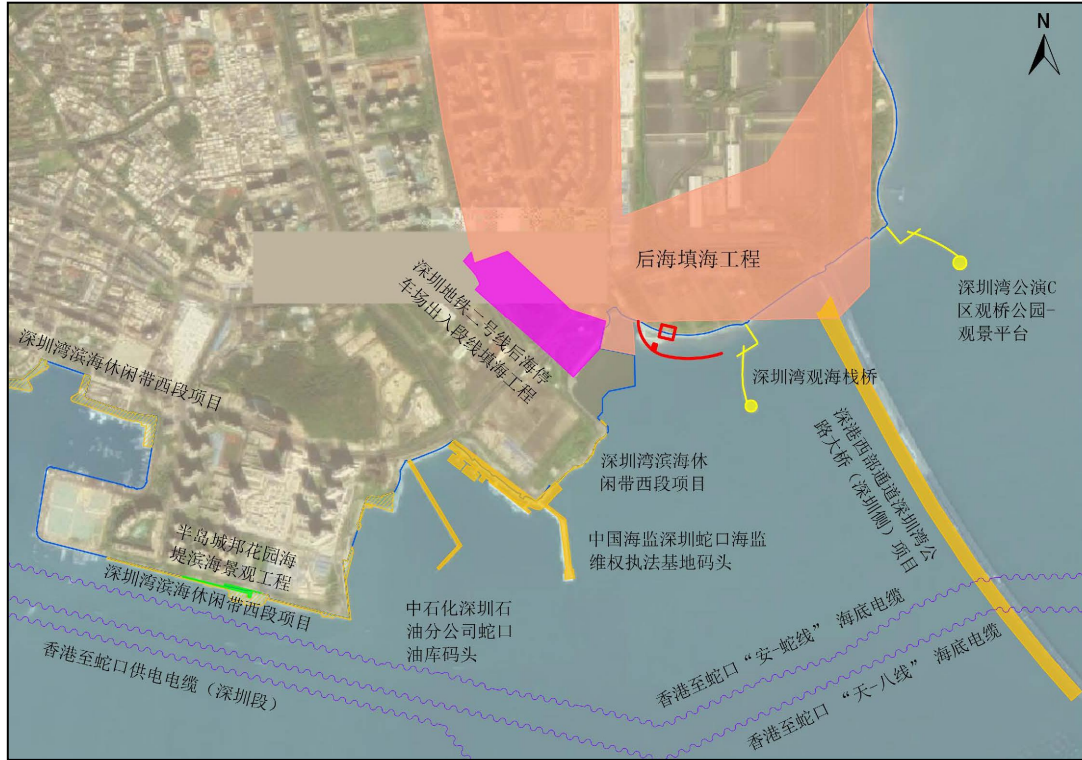 N
后海填海工程
深圳地铁二号线后海停
车场出入段线填海工程
深圳湾公演C
区观桥公园-
观景平台
深圳湾滨海休闲带西段项目
深圳湾观海栈桥
深港西部通道深圳湾公
路大桥（深圳侧）项目
深圳湾滨海休
闲带西段项目
中国海监深圳蛇口海监
维权执法基地码头
半岛城邦花园海
堤滨海景观工程
深圳湾滨海休闲带西段项目
中石化深圳石
油分公司蛇口
油库码头
香港至蛇口供电电缆（深圳段）
香港至蛇口“安-蛇线” 海底电缆
香港至蛇口 “天-八线” 海底电缆